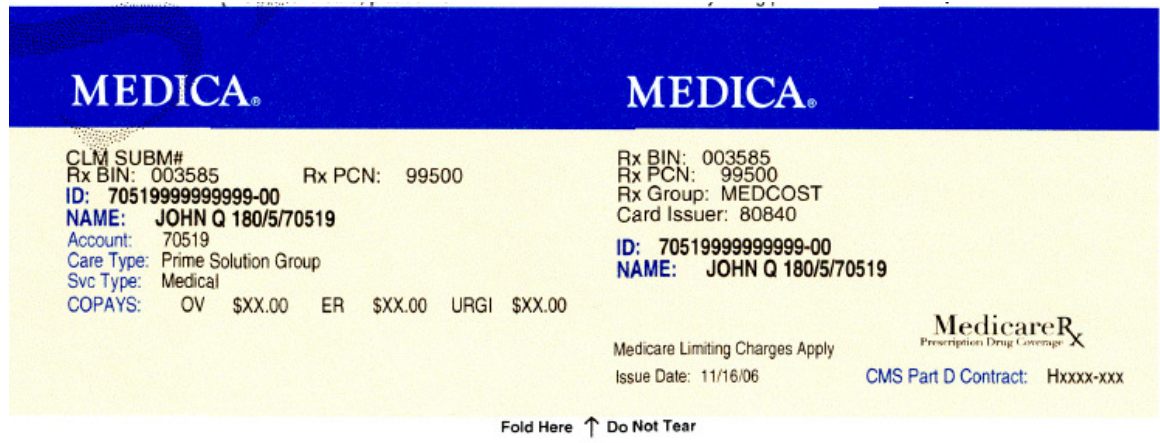 MEDICA®
CLM SUBM#
Rx BIN: 003585 Rx PCN: 99500
ID: 70519999999999-00
NAME: JOHN Q 180/5/70519
Account: 70519
Care Type: Prime Solution Group
Svc Type: Medical
COPAYS: OV $XX.00 ER $XX.00 URGI $XX.00
MEDICA®
Rx BIN: 003585
Rx PCN: 99500
Rx Group: MEDCOST
Card Issuer: 80840
ID: 70519999999999-00
NAME: JOHN Q 180/5/70519
MedicareRx
Prescription Drug Coverage
Medicare Limiting Charges Apply
Issue Date: 11/16/06
CMS Part D Contract: Hxxxx-xxx
Fold Here ↑ Do Not Tear